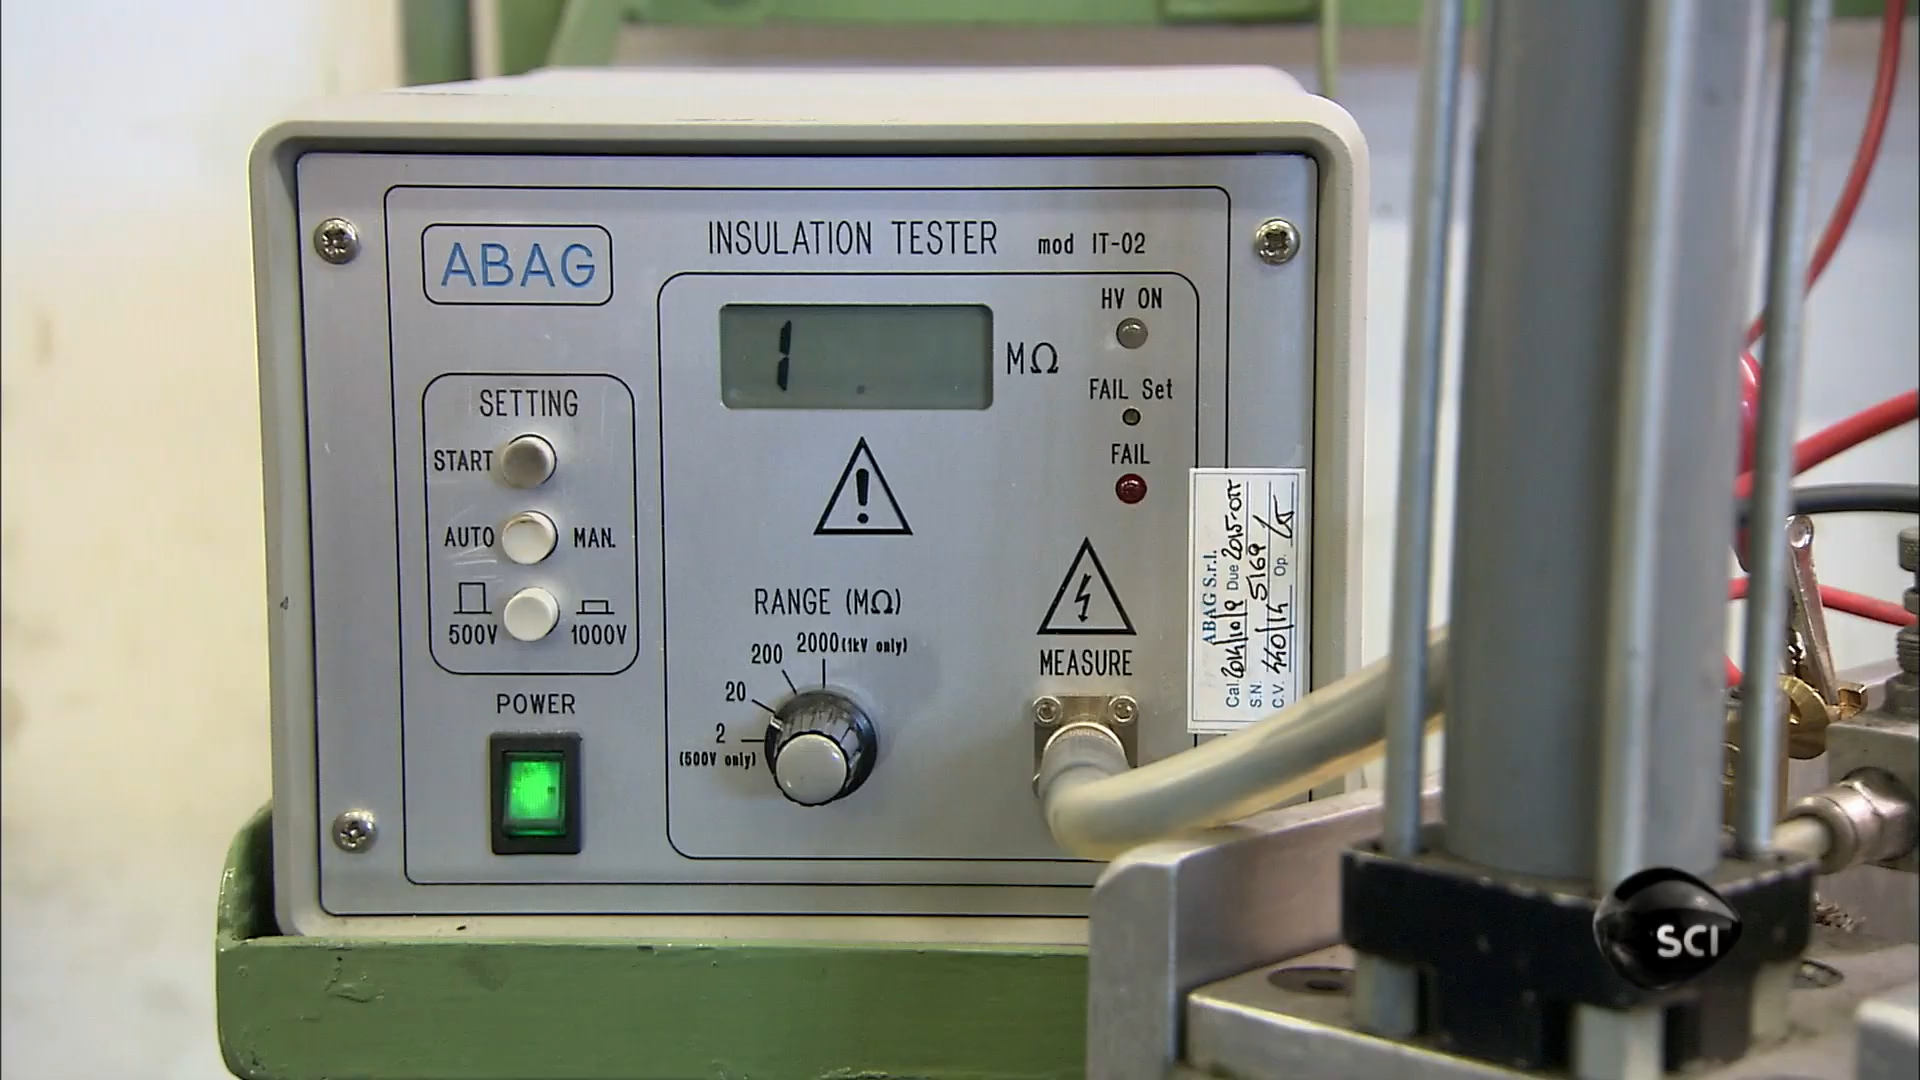 ABAG
INSULATION TESTER mod IT-02
HV ON
1 .
MΩ
FAIL Set
FAIL
SETTING
START
AUTO MAN.
500V 1000V
POWER
RANGE (MΩ)
2000(1kV only)
200
20
2
(500V only)
MEASURE
ABAG S.r.l.
Cal. Due
S.N. 5169
C.V. Op.
SCI